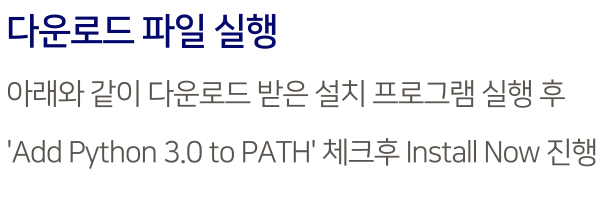 다운로드 파일 실행
아래와 같이 다운로드 받은 설치 프로그램 실행 후
'Add Python 3.0 to PATH' 체크후 Install Now 진행